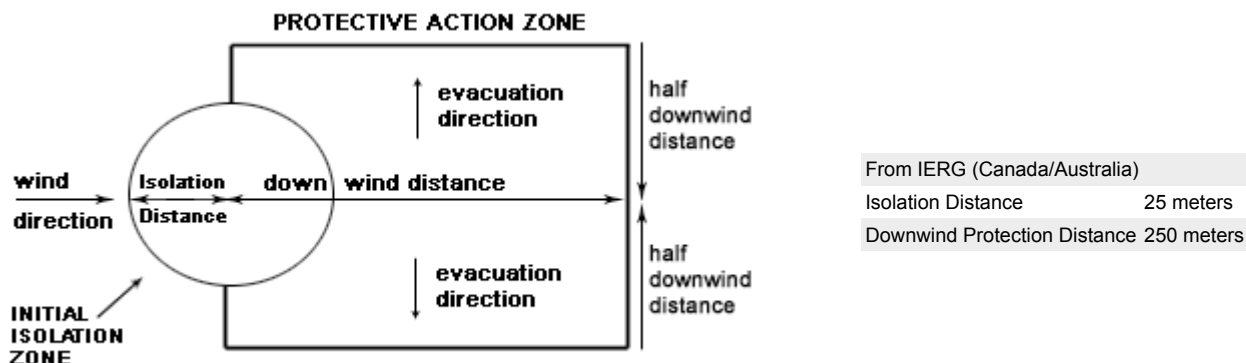 PROTECTIVE ACTION ZONE
evacuation
direction
half
downwind
distance
wind
direction
Isolation
Distance
down wind distance
evacuation
direction
half
downwind
distance
INITIAL
ISOLATION
ZONE
From IERG (Canada/Australia)
Isolation Distance 25 meters
Downwind Protection Distance 250 meters